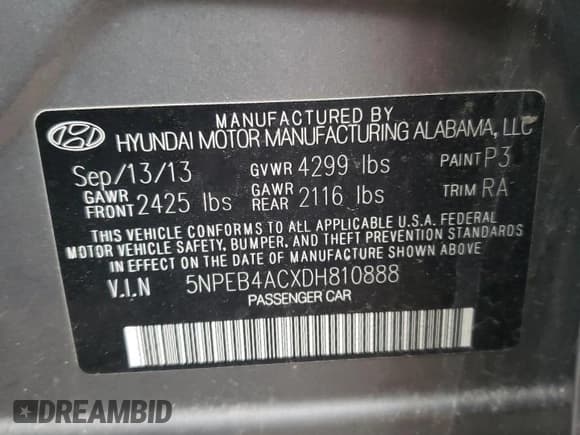 MANUFACTURED BY
HYUNDAI MOTOR MANUFACTURING ALABAMA, LLC
Sep/13/13 GVWR 4299 lbs PAINT P3
GAWR FRONT 2425 lbs GAWR REAR 2116 lbs TRIM RA
THIS VEHICLE CONFORMS TO ALL APPLICABLE U.S.A FEDERAL
MOTOR VEHICLE SAFETY, BUMPER, AND THEFT PREVENTION STANDARDS
IN EFFECT ON THE DATE OF MANUFACTURE SHOWN ABOVE.
V.I.N 5NPEB4ACXDH810888
PASSENGER CAR
DREAMBID